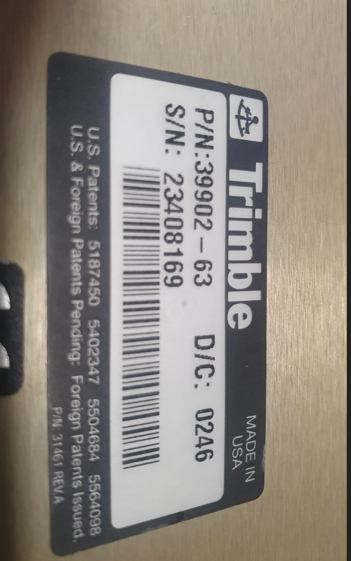 Trimble
MADE IN
USA
P/N:39902-63 D/C: 0246
S/N: 23408169
U.S. Patents: 5187450 5402347 5504684 5564098
U.S. & Foreign Patents Pending: Foreign Patents Issued.
P/N: 31461 REV.A